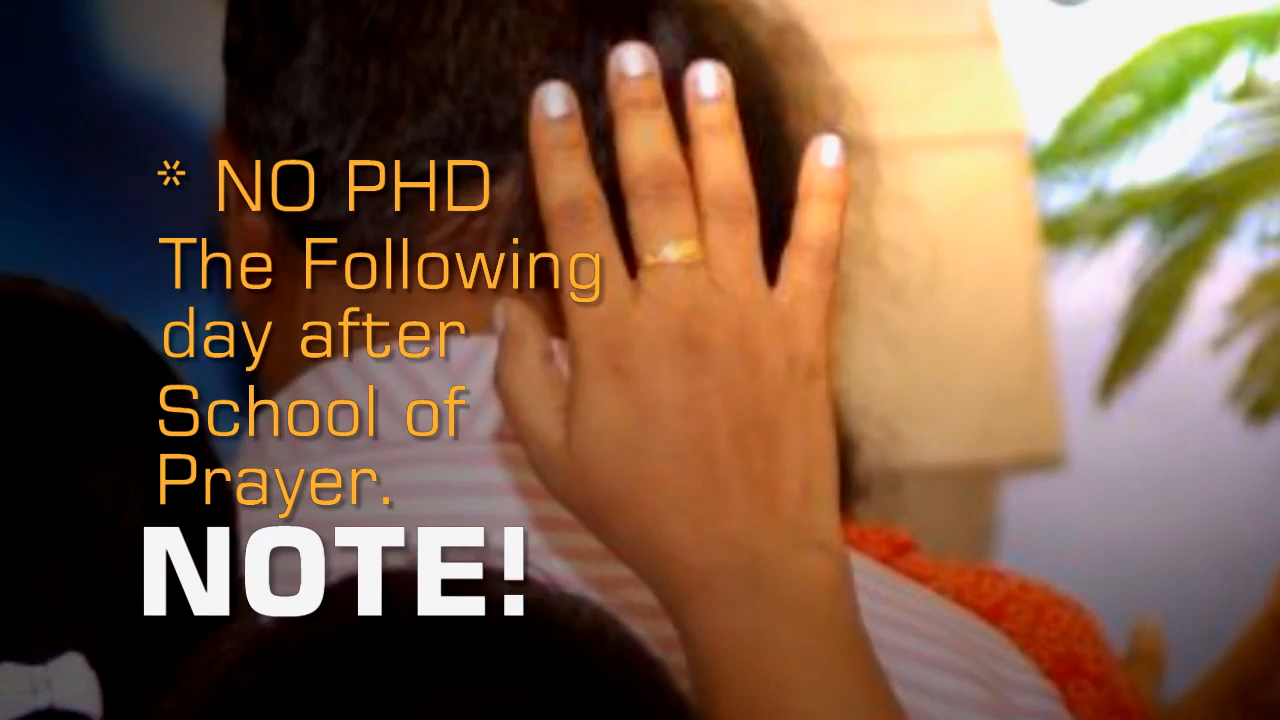 * NO PHD
The Following
day after
School of
Prayer.
NOTE!